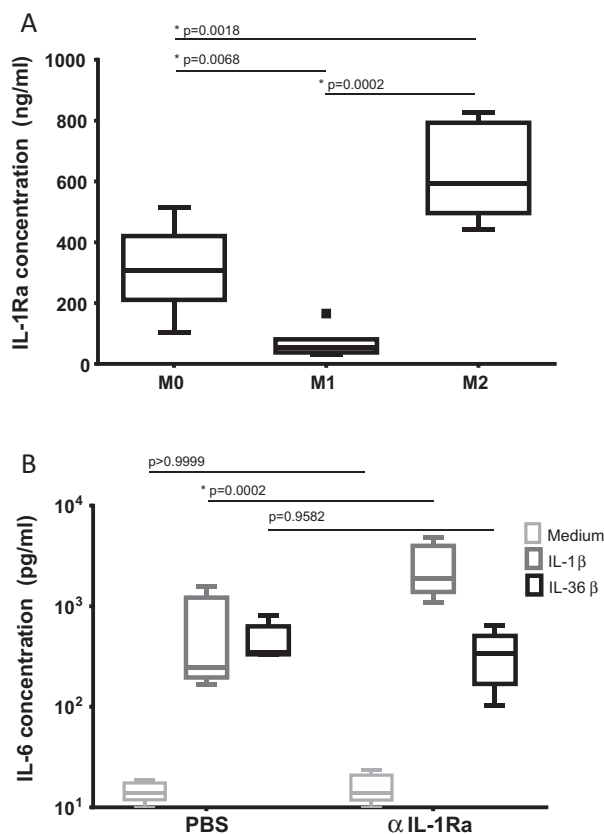 A
* p=0.0018
* p=0.0068
* p=0.0002
IL-1Ra concentration (ng/ml)
1000
800
600
400
200
0
M0 M1 M2
B
p>0.9999
* p=0.0002
p=0.9582
IL-6 concentration (pg/ml)
10⁴
10³
10²
10¹
Medium
IL-1β
IL-36 β
PBS α IL-1Ra